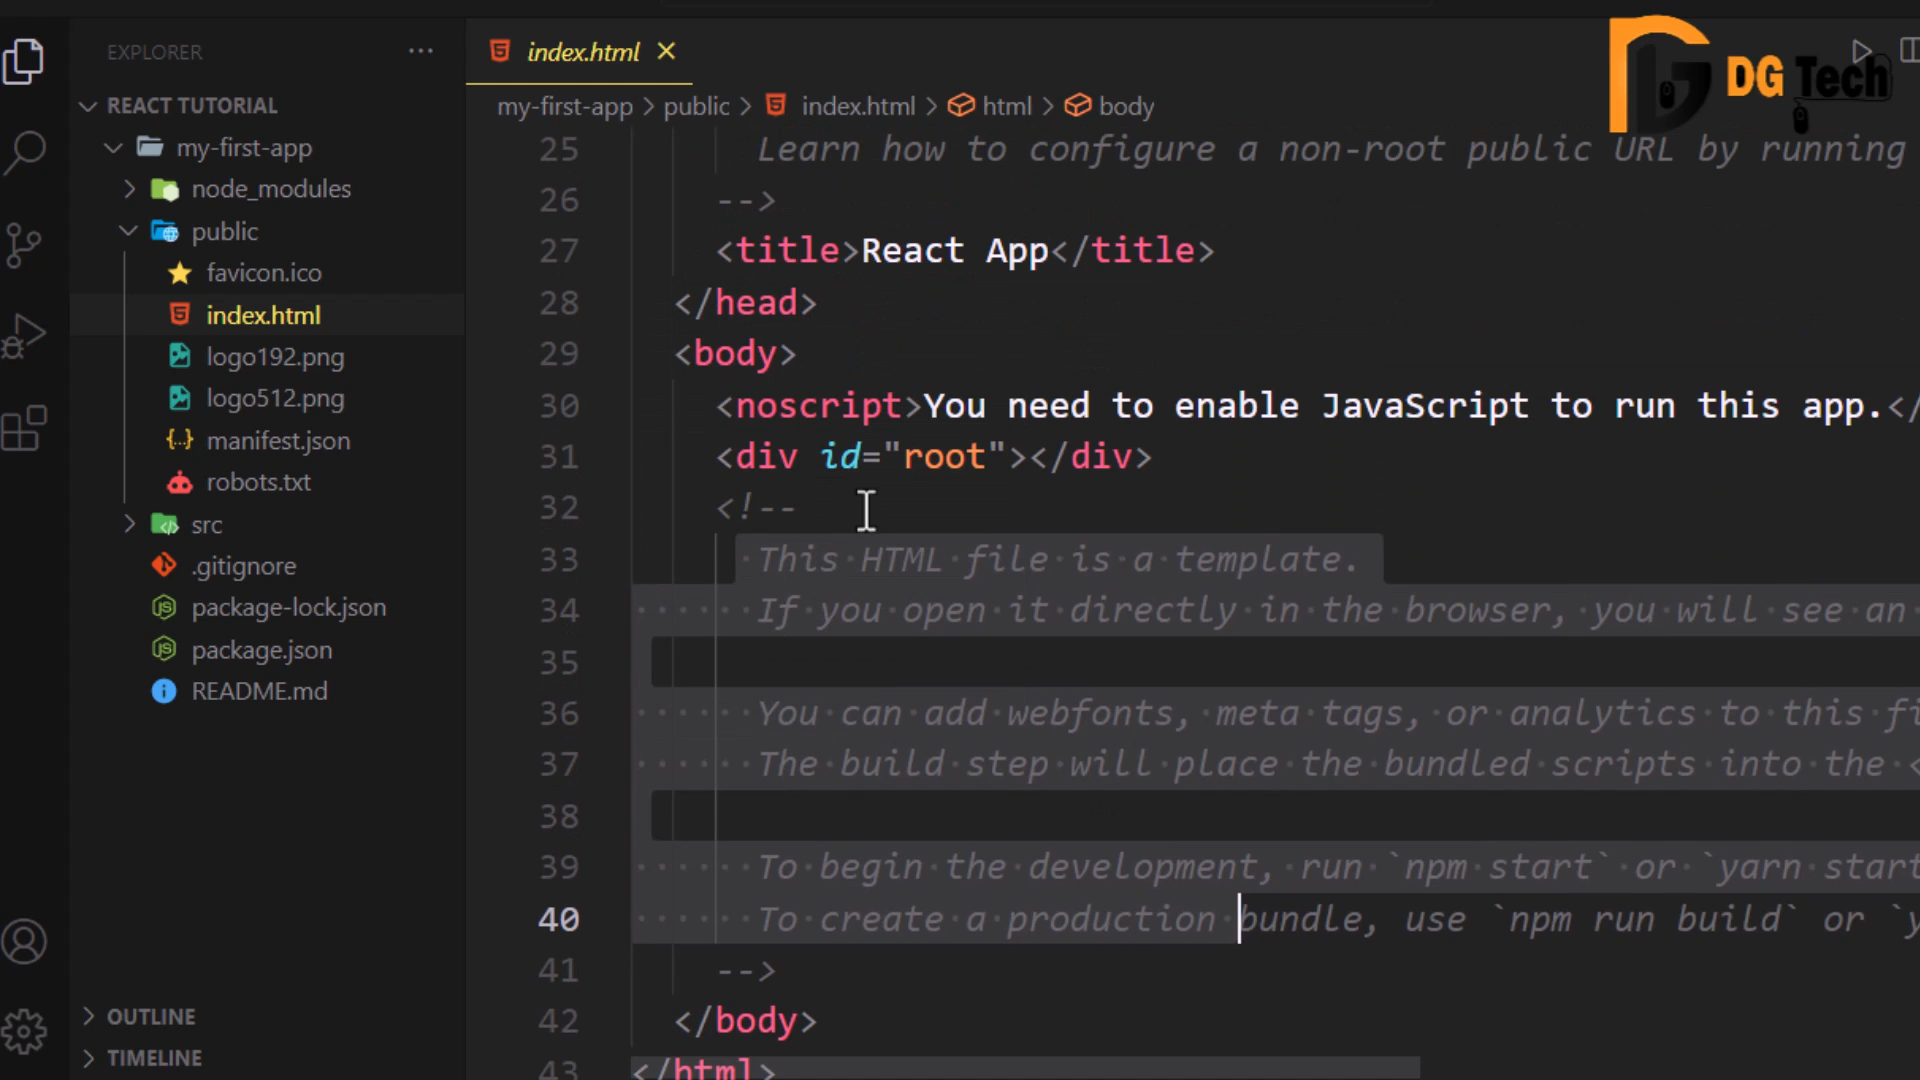 EXPLORER
REACT TUTORIAL
my-first-app
node_modules
public
favicon.ico
index.html
logo192.png
logo512.png
manifest.json
robots.txt
src
.gitignore
package-lock.json
package.json
README.md
OUTLINE
TIMELINE
index.html
my-first-app > public > index.html > html > body
DG Tech
25 Learn how to configure a non-root public URL by running
26 -->
27 <title>React App</title>
28 </head>
29 <body>
30 <noscript>You need to enable JavaScript to run this app.</
31 <div id="root"></div>
32 <!--
33 This HTML file is a template.
34 If you open it directly in the browser, you will see an
35
36 You can add webfonts, meta tags, or analytics to this fi
37 The build step will place the bundled scripts into the <
38
39 To begin the development, run `npm start` or `yarn start
40 To create a production bundle, use `npm run build` or `y
41 -->
42 </body>
43 </html>